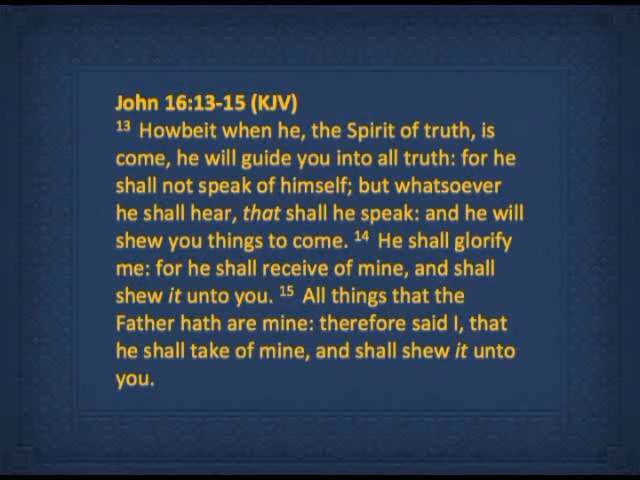 John 16:13-15 (KJV)
13 Howbeit when he, the Spirit of truth, is
come, he will guide you into all truth: for he
shall not speak of himself; but whatsoever
he shall hear, that shall he speak: and he will
shew you things to come. 14 He shall glorify
me: for he shall receive of mine, and shall
shew it unto you. 15 All things that the
Father hath are mine: therefore said I, that
he shall take of mine, and shall shew it unto
you.